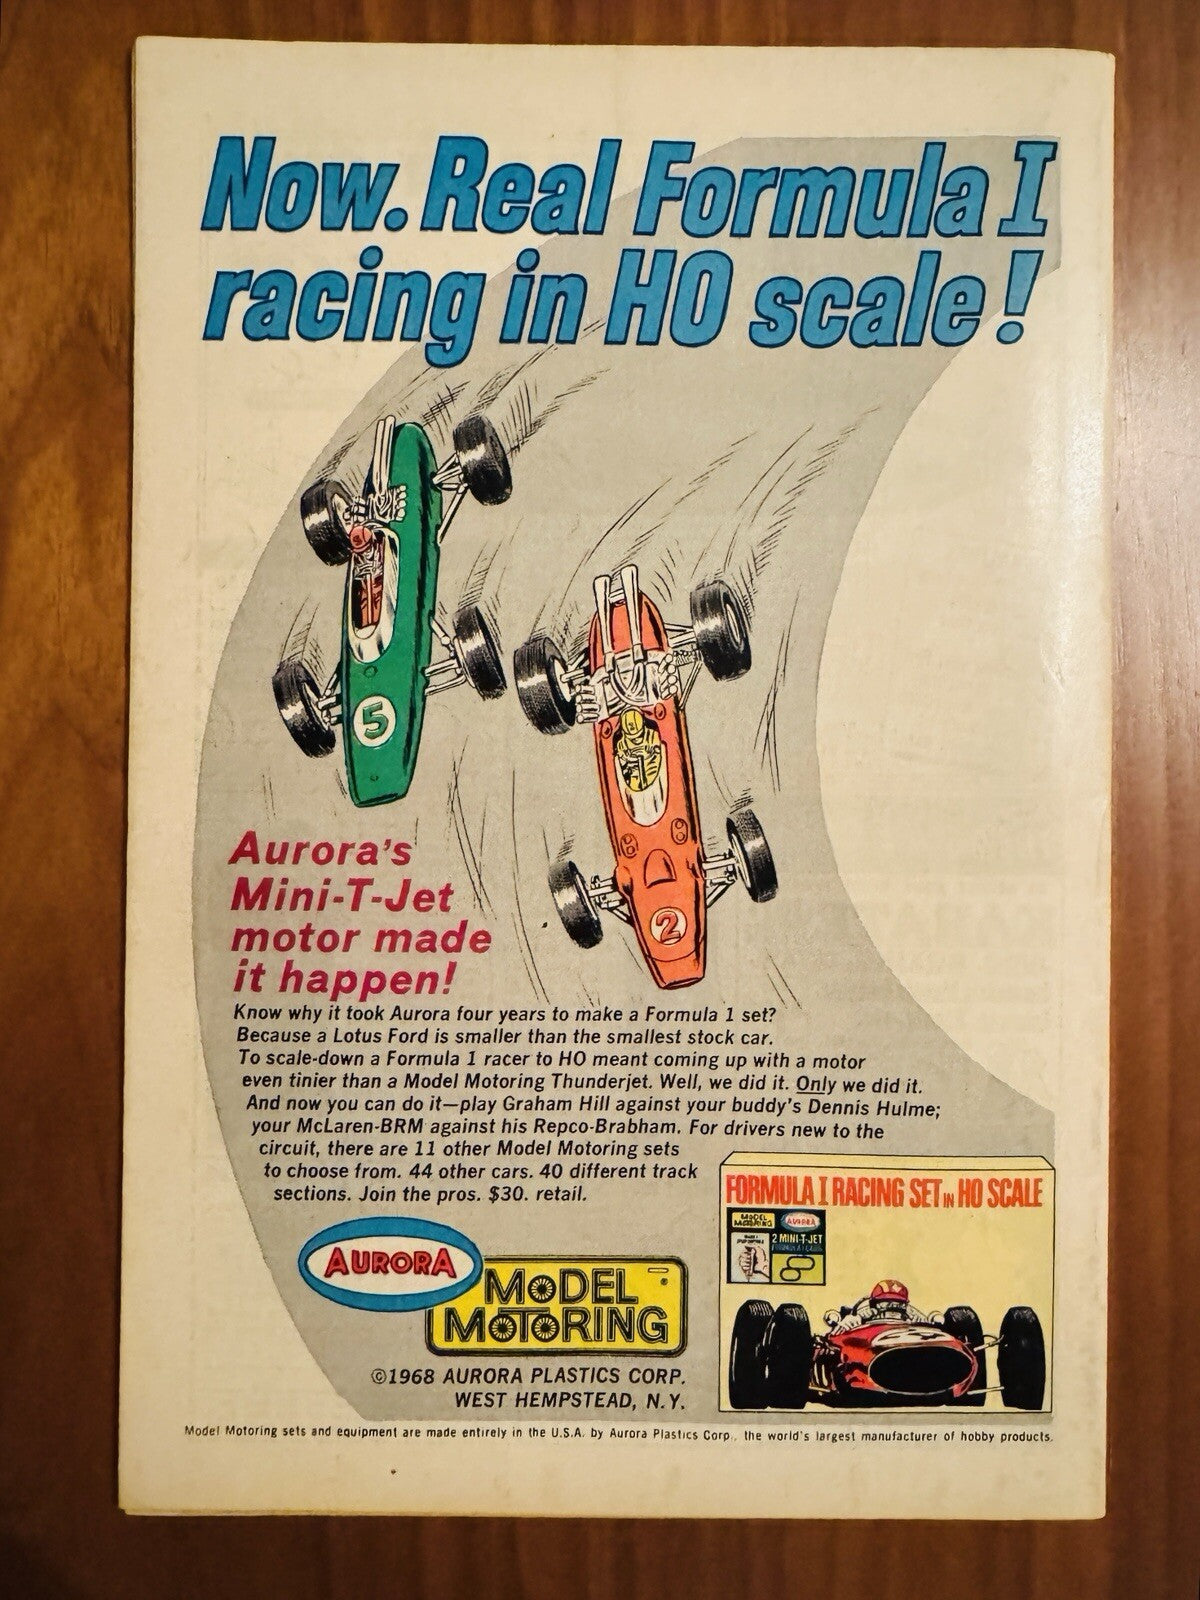 Now. Real Formula I
racing in HO scale!
5
2
Aurora's
Mini-T-Jet
motor made
it happen!
Know why it took Aurora four years to make a Formula 1 set?
Because a Lotus Ford is smaller than the smallest stock car.
To scale-down a Formula 1 racer to HO meant coming up with a motor
even tinier than a Model Motoring Thunderjet. Well, we did it. Only we did it.
And now you can do it—play Graham Hill against your buddy's Dennis Hulme;
your McLaren-BRM against his Repco-Brabham. For drivers new to the
circuit, there are 11 other Model Motoring sets
to choose from. 44 other cars. 40 different track
sections. Join the pros. $30. retail.
FORMULA I RACING SET IN HO SCALE
MODEL
MOTORING
AURORA
2 MINI-T-JET
AURORA
MODEL
MOTORING
®
©1968 AURORA PLASTICS CORP.
WEST HEMPSTEAD, N.Y.
Model Motoring sets and equipment are made entirely in the U.S.A. by Aurora Plastics Corp., the world's largest manufacturer of hobby products.